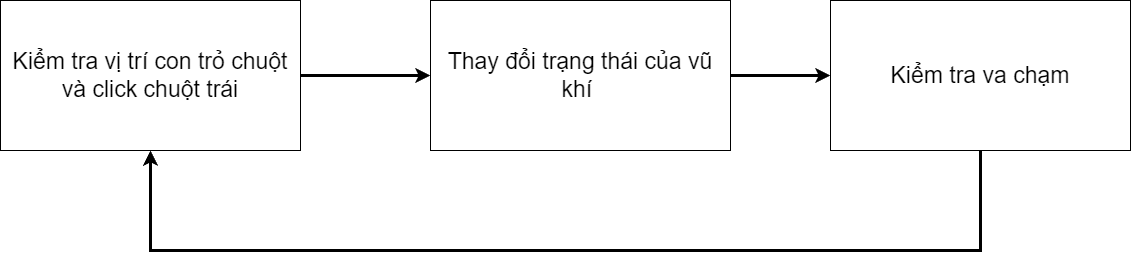 Kiểm tra vị trí con trỏ chuột
và click chuột trái
Thay đổi trạng thái của vũ
khí
Kiểm tra va chạm